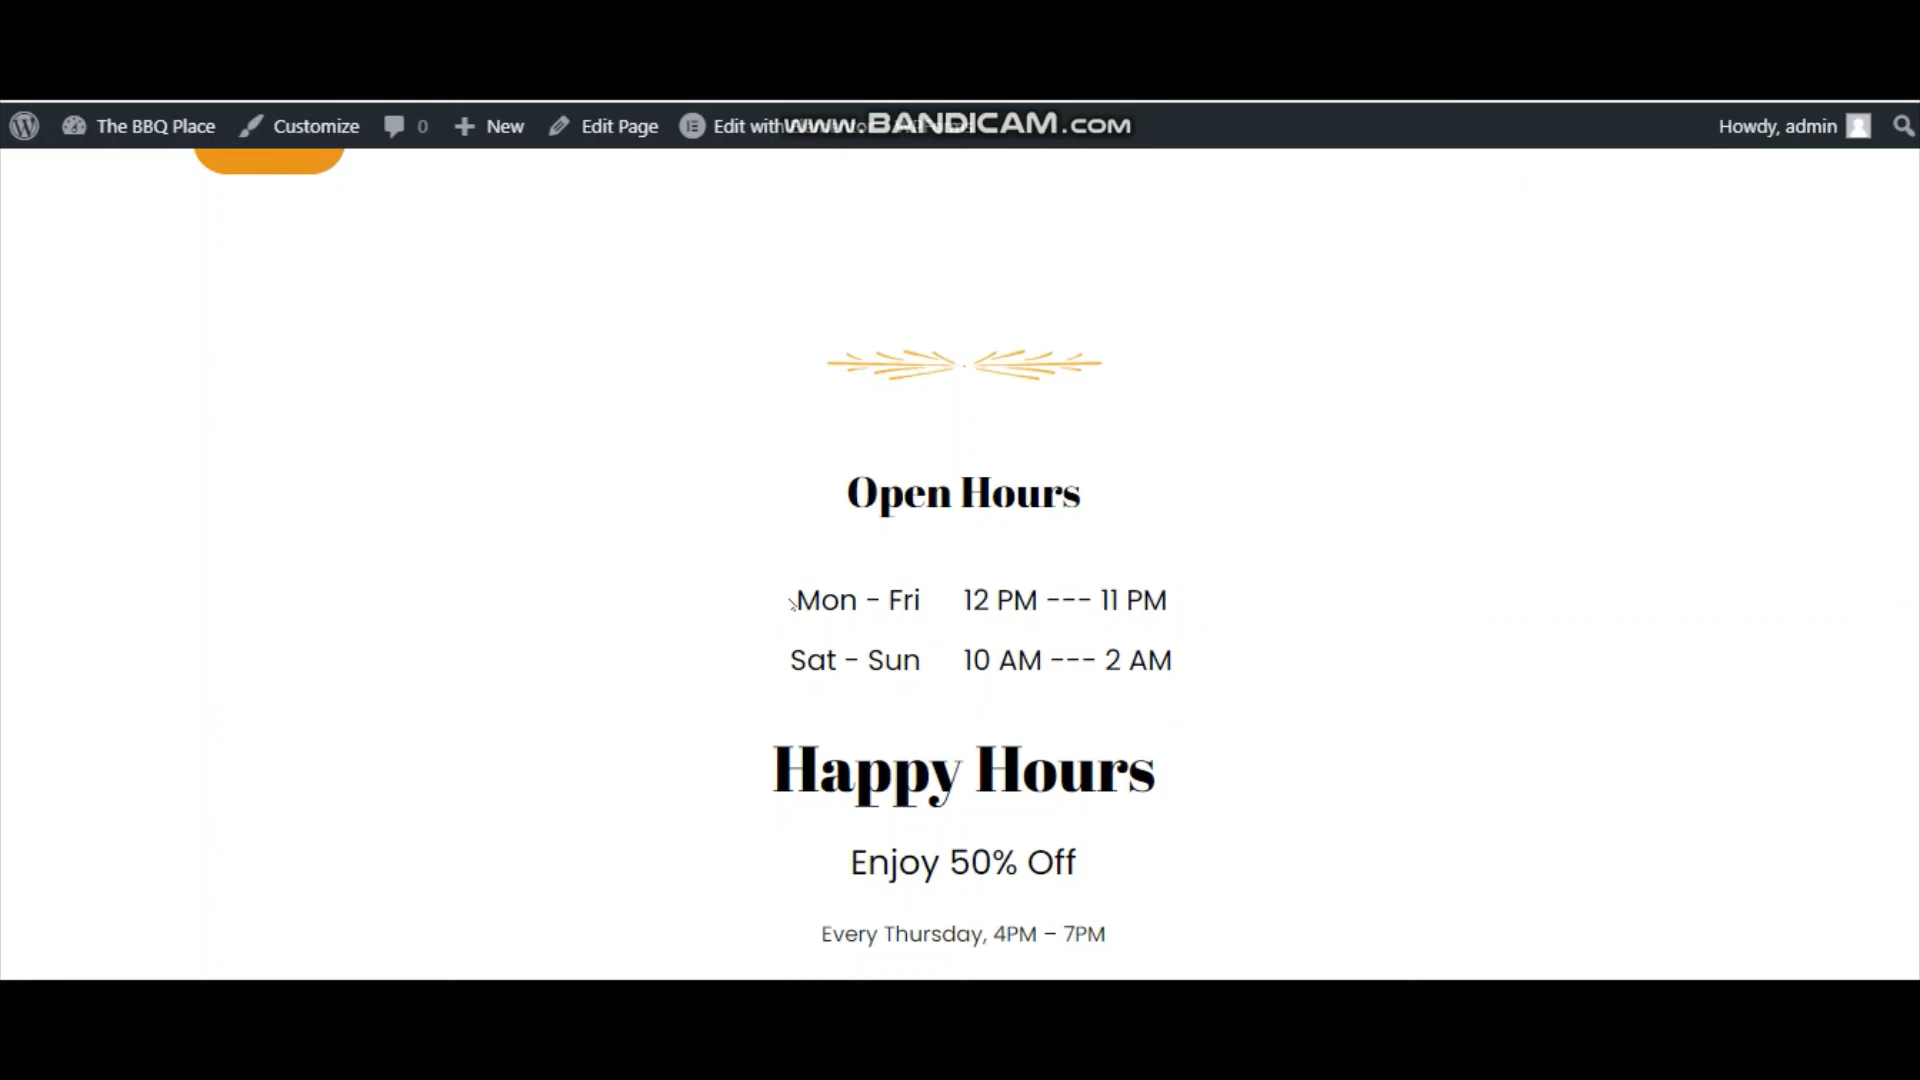 The BBQ Place Customize 0 New Edit Page Edit with www.BANDICAM.com Howdy, admin
Open Hours
Mon - Fri 12 PM --- 11 PM
Sat - Sun 10 AM --- 2 AM
Happy Hours
Enjoy 50% Off
Every Thursday, 4PM – 7PM